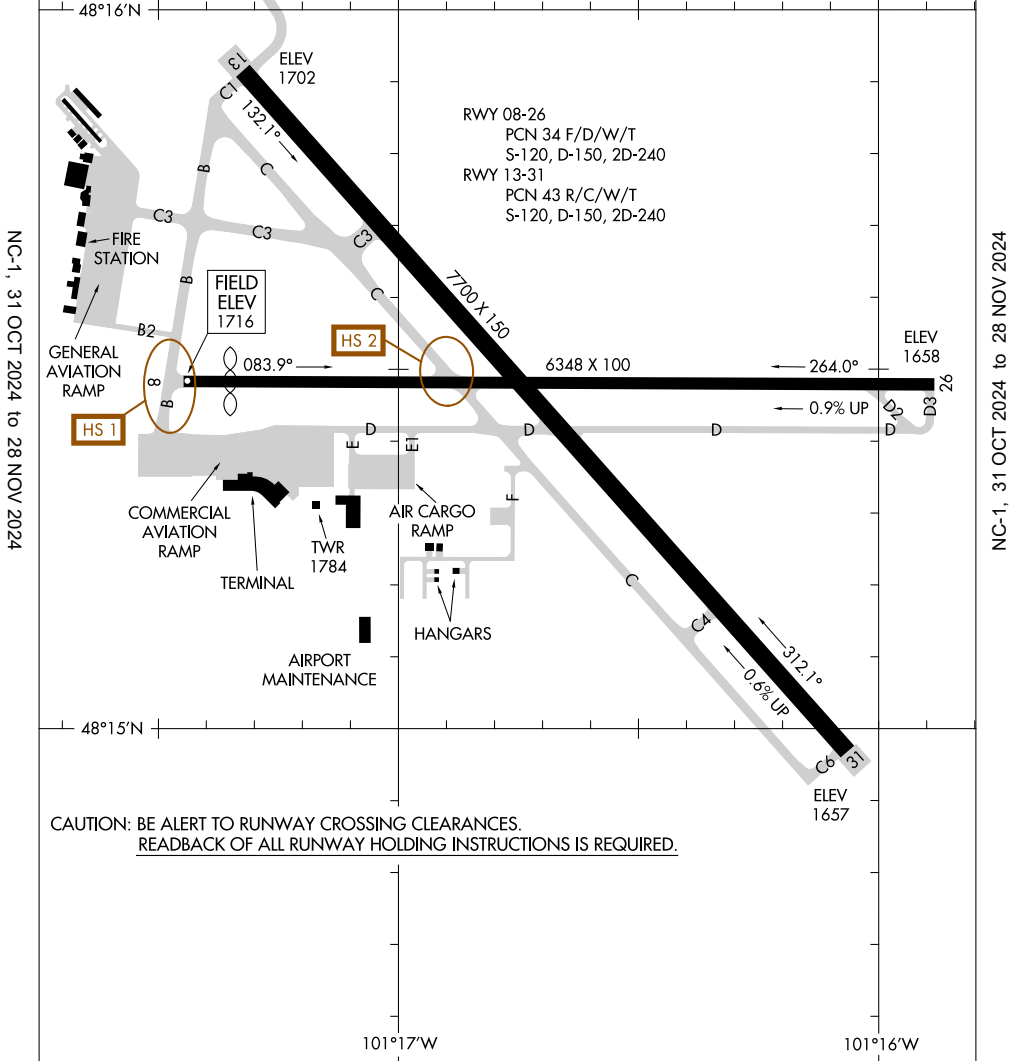 48°16'N
13
ELEV
1702
C1
132.1°
RWY 08-26
PCN 34 F/D/W/T
S-120, D-150, 2D-240
RWY 13-31
PCN 43 R/C/W/T
S-120, D-150, 2D-240
B
C
C3
C3
C3
FIRE
STATION
NC-1, 31 OCT 2024 to 28 NOV 2024
NC-1, 31 OCT 2024 to 28 NOV 2024
B
FIELD
ELEV
1716
C
7700 X 150
B2
HS 2
GENERAL
AVIATION
RAMP
ELEV
1658
8
083.9°
6348 X 100
264.0°
26
B
HS 1
0.9% UP
D2
D3
D
D
D
D
E
E1
F
COMMERCIAL
AVIATION
RAMP
AIR CARGO
RAMP
TWR
1784
TERMINAL
C
HANGARS
C4
312.1°
0.6% UP
AIRPORT
MAINTENANCE
48°15'N
C6
31
ELEV
1657
CAUTION: BE ALERT TO RUNWAY CROSSING CLEARANCES.
READBACK OF ALL RUNWAY HOLDING INSTRUCTIONS IS REQUIRED.
101°17'W
101°16'W